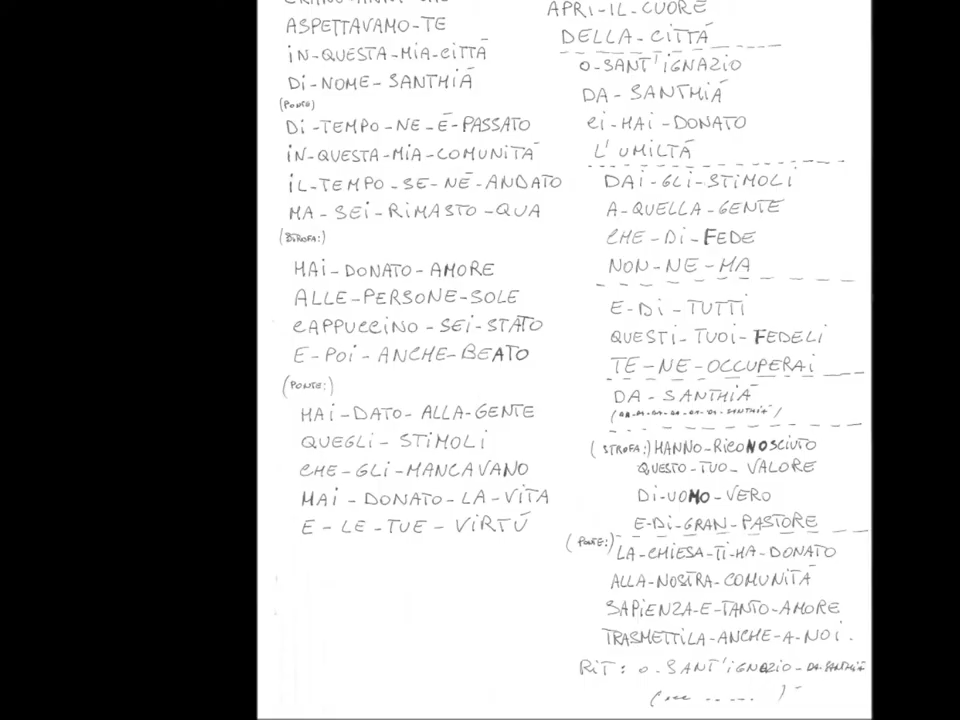 ASPETTAVAMO-TE
iN-QUESTA-MiA-CiTTÀ
Di-NOME-SANTHiÀ
(PONTE)
Di-TEMPO-NE-È-PASSATO
iN-QUESTA-MiA-COMUNiTÀ
iL-TEMPO-SE-NÈ-ANDATO
MA-SEi-RiMASTO-QUA
(STROFA:)
HAi-DONATO-AMORE
ALLE-PERSONE-SOLE
CAPPUCCiNO-SEi-STATO
E-POi-ANCHE-BEATO
(PONTE:)
HAi-DATO-ALLA-GENTE
QUEGLi-STiMOLi
CHE-GLi-MANCAVANO
HAi-DONATO-LA-ViTA
E-LE-TUE-ViRTÚ
APRi-iL-CUORE
DELLA-CiTTÁ
O-SANT'iGNAZiO
DA-SANTHiÁ
Ci-HAi-DONATO
L'UMiLTÁ
DAi-GLi-STiMOLi
A-QUELLA-GENTE
CHE-Di-FEDE
NON-NE-HA
E-Di-TUTTi
QUESTi-TUOi-FEDELi
TE-NE-OCCUPERAi
DA-SANTHiÀ
(STROFA:) HANNO-RiCONOSCiUTO
QUESTO-TUO-VALORE
Di-UOMO-VERO
E-Di-GRAN-PASTORE
(PONTE:)
LA-CHiESA-Ti-HA-DONATO
ALLA-NOSTRA-COMUNiTÀ
SAPiENZA-E-TANTO-AMORE
TRASMETTiLA-ANCHE-A-NOi.
RiT: O-SANT'iGNAZiO-DA-SANTHiÀ